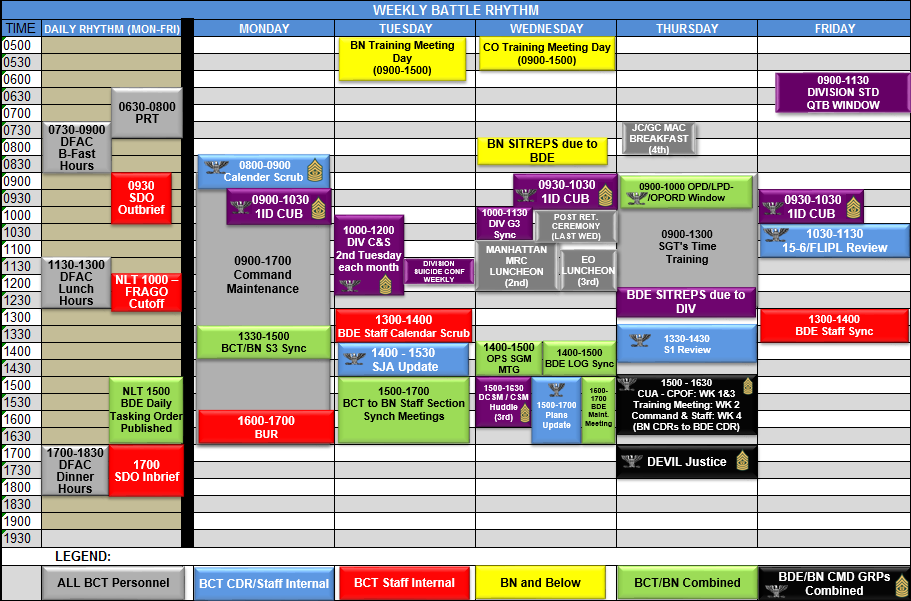 WEEKLY BATTLE RHYTHM
TIME
DAILY RHYTHM (MON-FRI)
MONDAY
TUESDAY
WEDNESDAY
THURSDAY
FRIDAY
0500
0530
0600
0630
0700
0730
0800
0830
0900
0930
1000
1030
1100
1130
1200
1230
1300
1330
1400
1430
1500
1530
1600
1630
1700
1730
1800
1830
1900
1930
0630-0800
PRT
0730-0900
DFAC
B-Fast
Hours
0930
SDO
Outbrief
1130-1300
DFAC
Lunch
Hours
NLT 1000 –
FRAGO
Cutoff
NLT 1500
BDE Daily
Tasking Order
Published
1700-1830
DFAC
Dinner
Hours
1700
SDO Inbrief
0800-0900
Calender Scrub
0900-1030
1ID CUB
0900-1700
Command
Maintenance
1330-1500
BCT/BN S3 Sync
1600-1700
BUR
BN Training Meeting
Day
(0900-1500)
1000-1200
DIV C&S
2nd Tuesday
each month
DIVISION
SUICIDE CONF
WEEKLY
1300-1400
BDE Staff Calendar Scrub
1400 - 1530
SJA Update
1500-1700
BCT to BN Staff Section
Synch Meetings
CO Training Meeting Day
(0900-1500)
BN SITREPS due to
BDE
0930-1030
1ID CUB
1000-1130
DIV G3
Sync
POST RET.
CEREMONY
(LAST WED)
MANHATTAN
MRC
LUNCHEON
(2nd)
EO
LUNCHEON
(3rd)
1400-1500
OPS SGM
MTG
1400-1500
BDE LOG Sync
1500-1630
DCSM / CSM
Huddle
(3rd)
1500-1700
Plans
Update
1600-
1700
BDE
Maint.
Meeting
JC/GC MAC
BREAKFAST
(4th)
0900-1000 OPD/LPD-
/OPORD Window
0900-1300
SGT's Time
Training
BDE SITREPS due to
DIV
1330-1430
S1 Review
1500 - 1630
CUA - CPOF: WK 1&3
Training Meeting: WK 2
Command & Staff: WK 4
(BN CDRs to BDE CDR)
DEVIL Justice
0900-1130
DIVISION STD
QTB WINDOW
0930-1030
1ID CUB
1030-1130
15-6/FLIPL Review
1300-1400
BDE Staff Sync
LEGEND:
ALL BCT Personnel
BCT CDR/Staff Internal
BCT Staff Internal
BN and Below
BCT/BN Combined
BDE/BN CMD GRPs
Combined